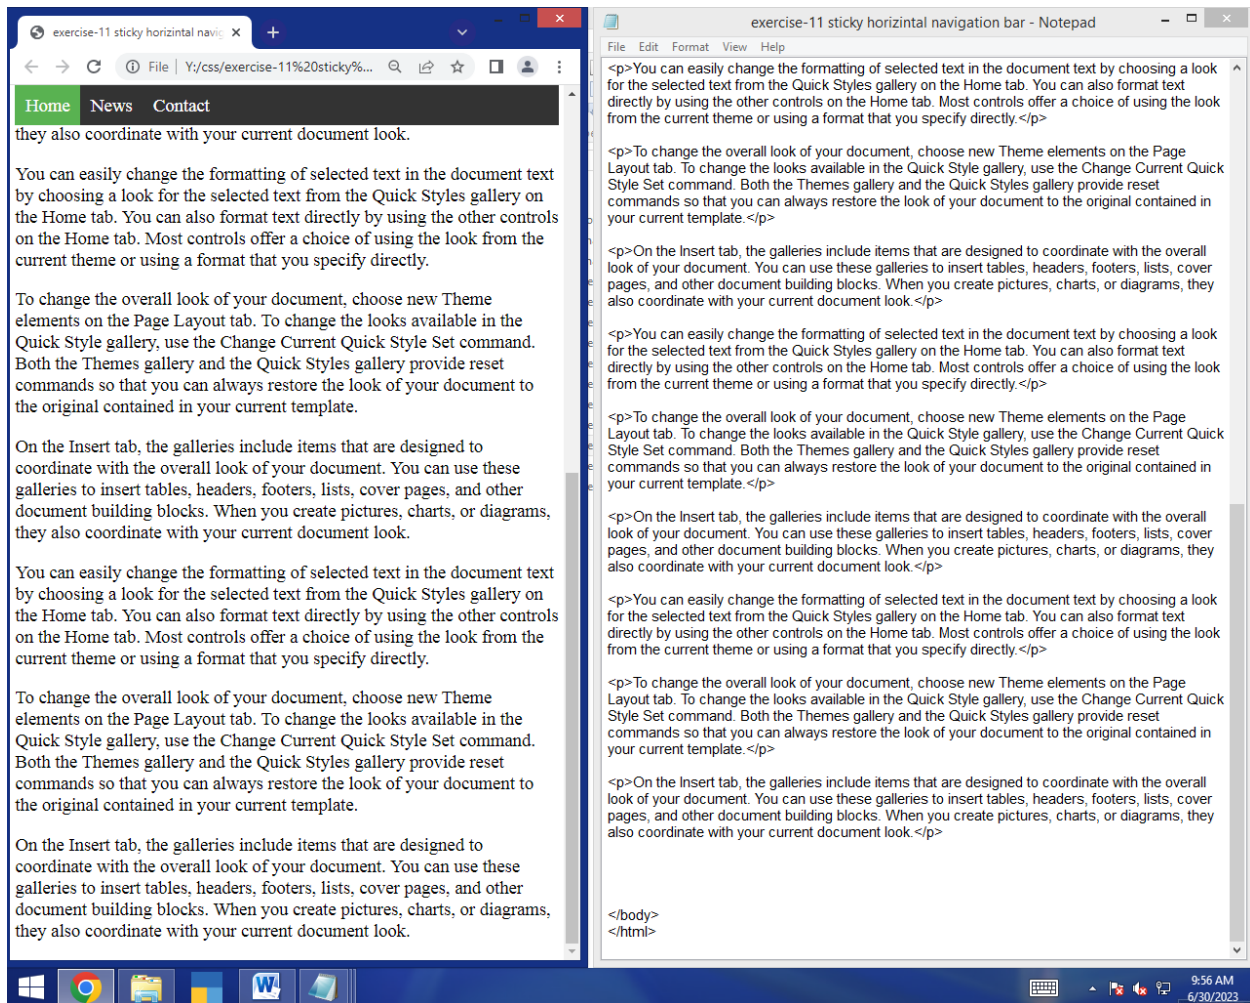 exercise-11 sticky horizintal navig
File | Y:/css/exercise-11%20sticky%...
Home News Contact
they also coordinate with your current document look.
You can easily change the formatting of selected text in the document text
by choosing a look for the selected text from the Quick Styles gallery on
the Home tab. You can also format text directly by using the other controls
on the Home tab. Most controls offer a choice of using the look from the
current theme or using a format that you specify directly.
To change the overall look of your document, choose new Theme
elements on the Page Layout tab. To change the looks available in the
Quick Style gallery, use the Change Current Quick Style Set command.
Both the Themes gallery and the Quick Styles gallery provide reset
commands so that you can always restore the look of your document to
the original contained in your current template.
On the Insert tab, the galleries include items that are designed to
coordinate with the overall look of your document. You can use these
galleries to insert tables, headers, footers, lists, cover pages, and other
document building blocks. When you create pictures, charts, or diagrams,
they also coordinate with your current document look.
You can easily change the formatting of selected text in the document text
by choosing a look for the selected text from the Quick Styles gallery on
the Home tab. You can also format text directly by using the other controls
on the Home tab. Most controls offer a choice of using the look from the
current theme or using a format that you specify directly.
To change the overall look of your document, choose new Theme
elements on the Page Layout tab. To change the looks available in the
Quick Style gallery, use the Change Current Quick Style Set command.
Both the Themes gallery and the Quick Styles gallery provide reset
commands so that you can always restore the look of your document to
the original contained in your current template.
On the Insert tab, the galleries include items that are designed to
coordinate with the overall look of your document. You can use these
galleries to insert tables, headers, footers, lists, cover pages, and other
document building blocks. When you create pictures, charts, or diagrams,
they also coordinate with your current document look.
exercise-11 sticky horizintal navigation bar - Notepad
File Edit Format View Help
<p>You can easily change the formatting of selected text in the document text by choosing a look
for the selected text from the Quick Styles gallery on the Home tab. You can also format text
directly by using the other controls on the Home tab. Most controls offer a choice of using the look
from the current theme or using a format that you specify directly.</p>
<p>To change the overall look of your document, choose new Theme elements on the Page
Layout tab. To change the looks available in the Quick Style gallery, use the Change Current Quick
Style Set command. Both the Themes gallery and the Quick Styles gallery provide reset
commands so that you can always restore the look of your document to the original contained in
your current template.</p>
<p>On the Insert tab, the galleries include items that are designed to coordinate with the overall
look of your document. You can use these galleries to insert tables, headers, footers, lists, cover
pages, and other document building blocks. When you create pictures, charts, or diagrams, they
also coordinate with your current document look.</p>
<p>You can easily change the formatting of selected text in the document text by choosing a look
for the selected text from the Quick Styles gallery on the Home tab. You can also format text
directly by using the other controls on the Home tab. Most controls offer a choice of using the look
from the current theme or using a format that you specify directly.</p>
<p>To change the overall look of your document, choose new Theme elements on the Page
Layout tab. To change the looks available in the Quick Style gallery, use the Change Current Quick
Style Set command. Both the Themes gallery and the Quick Styles gallery provide reset
commands so that you can always restore the look of your document to the original contained in
your current template.</p>
<p>On the Insert tab, the galleries include items that are designed to coordinate with the overall
look of your document. You can use these galleries to insert tables, headers, footers, lists, cover
pages, and other document building blocks. When you create pictures, charts, or diagrams, they
also coordinate with your current document look.</p>
<p>You can easily change the formatting of selected text in the document text by choosing a look
for the selected text from the Quick Styles gallery on the Home tab. You can also format text
directly by using the other controls on the Home tab. Most controls offer a choice of using the look
from the current theme or using a format that you specify directly.</p>
<p>To change the overall look of your document, choose new Theme elements on the Page
Layout tab. To change the looks available in the Quick Style gallery, use the Change Current Quick
Style Set command. Both the Themes gallery and the Quick Styles gallery provide reset
commands so that you can always restore the look of your document to the original contained in
your current template.</p>
<p>On the Insert tab, the galleries include items that are designed to coordinate with the overall
look of your document. You can use these galleries to insert tables, headers, footers, lists, cover
pages, and other document building blocks. When you create pictures, charts, or diagrams, they
also coordinate with your current document look.</p>
</body>
</html>
W
9:56 AM
6/30/2023